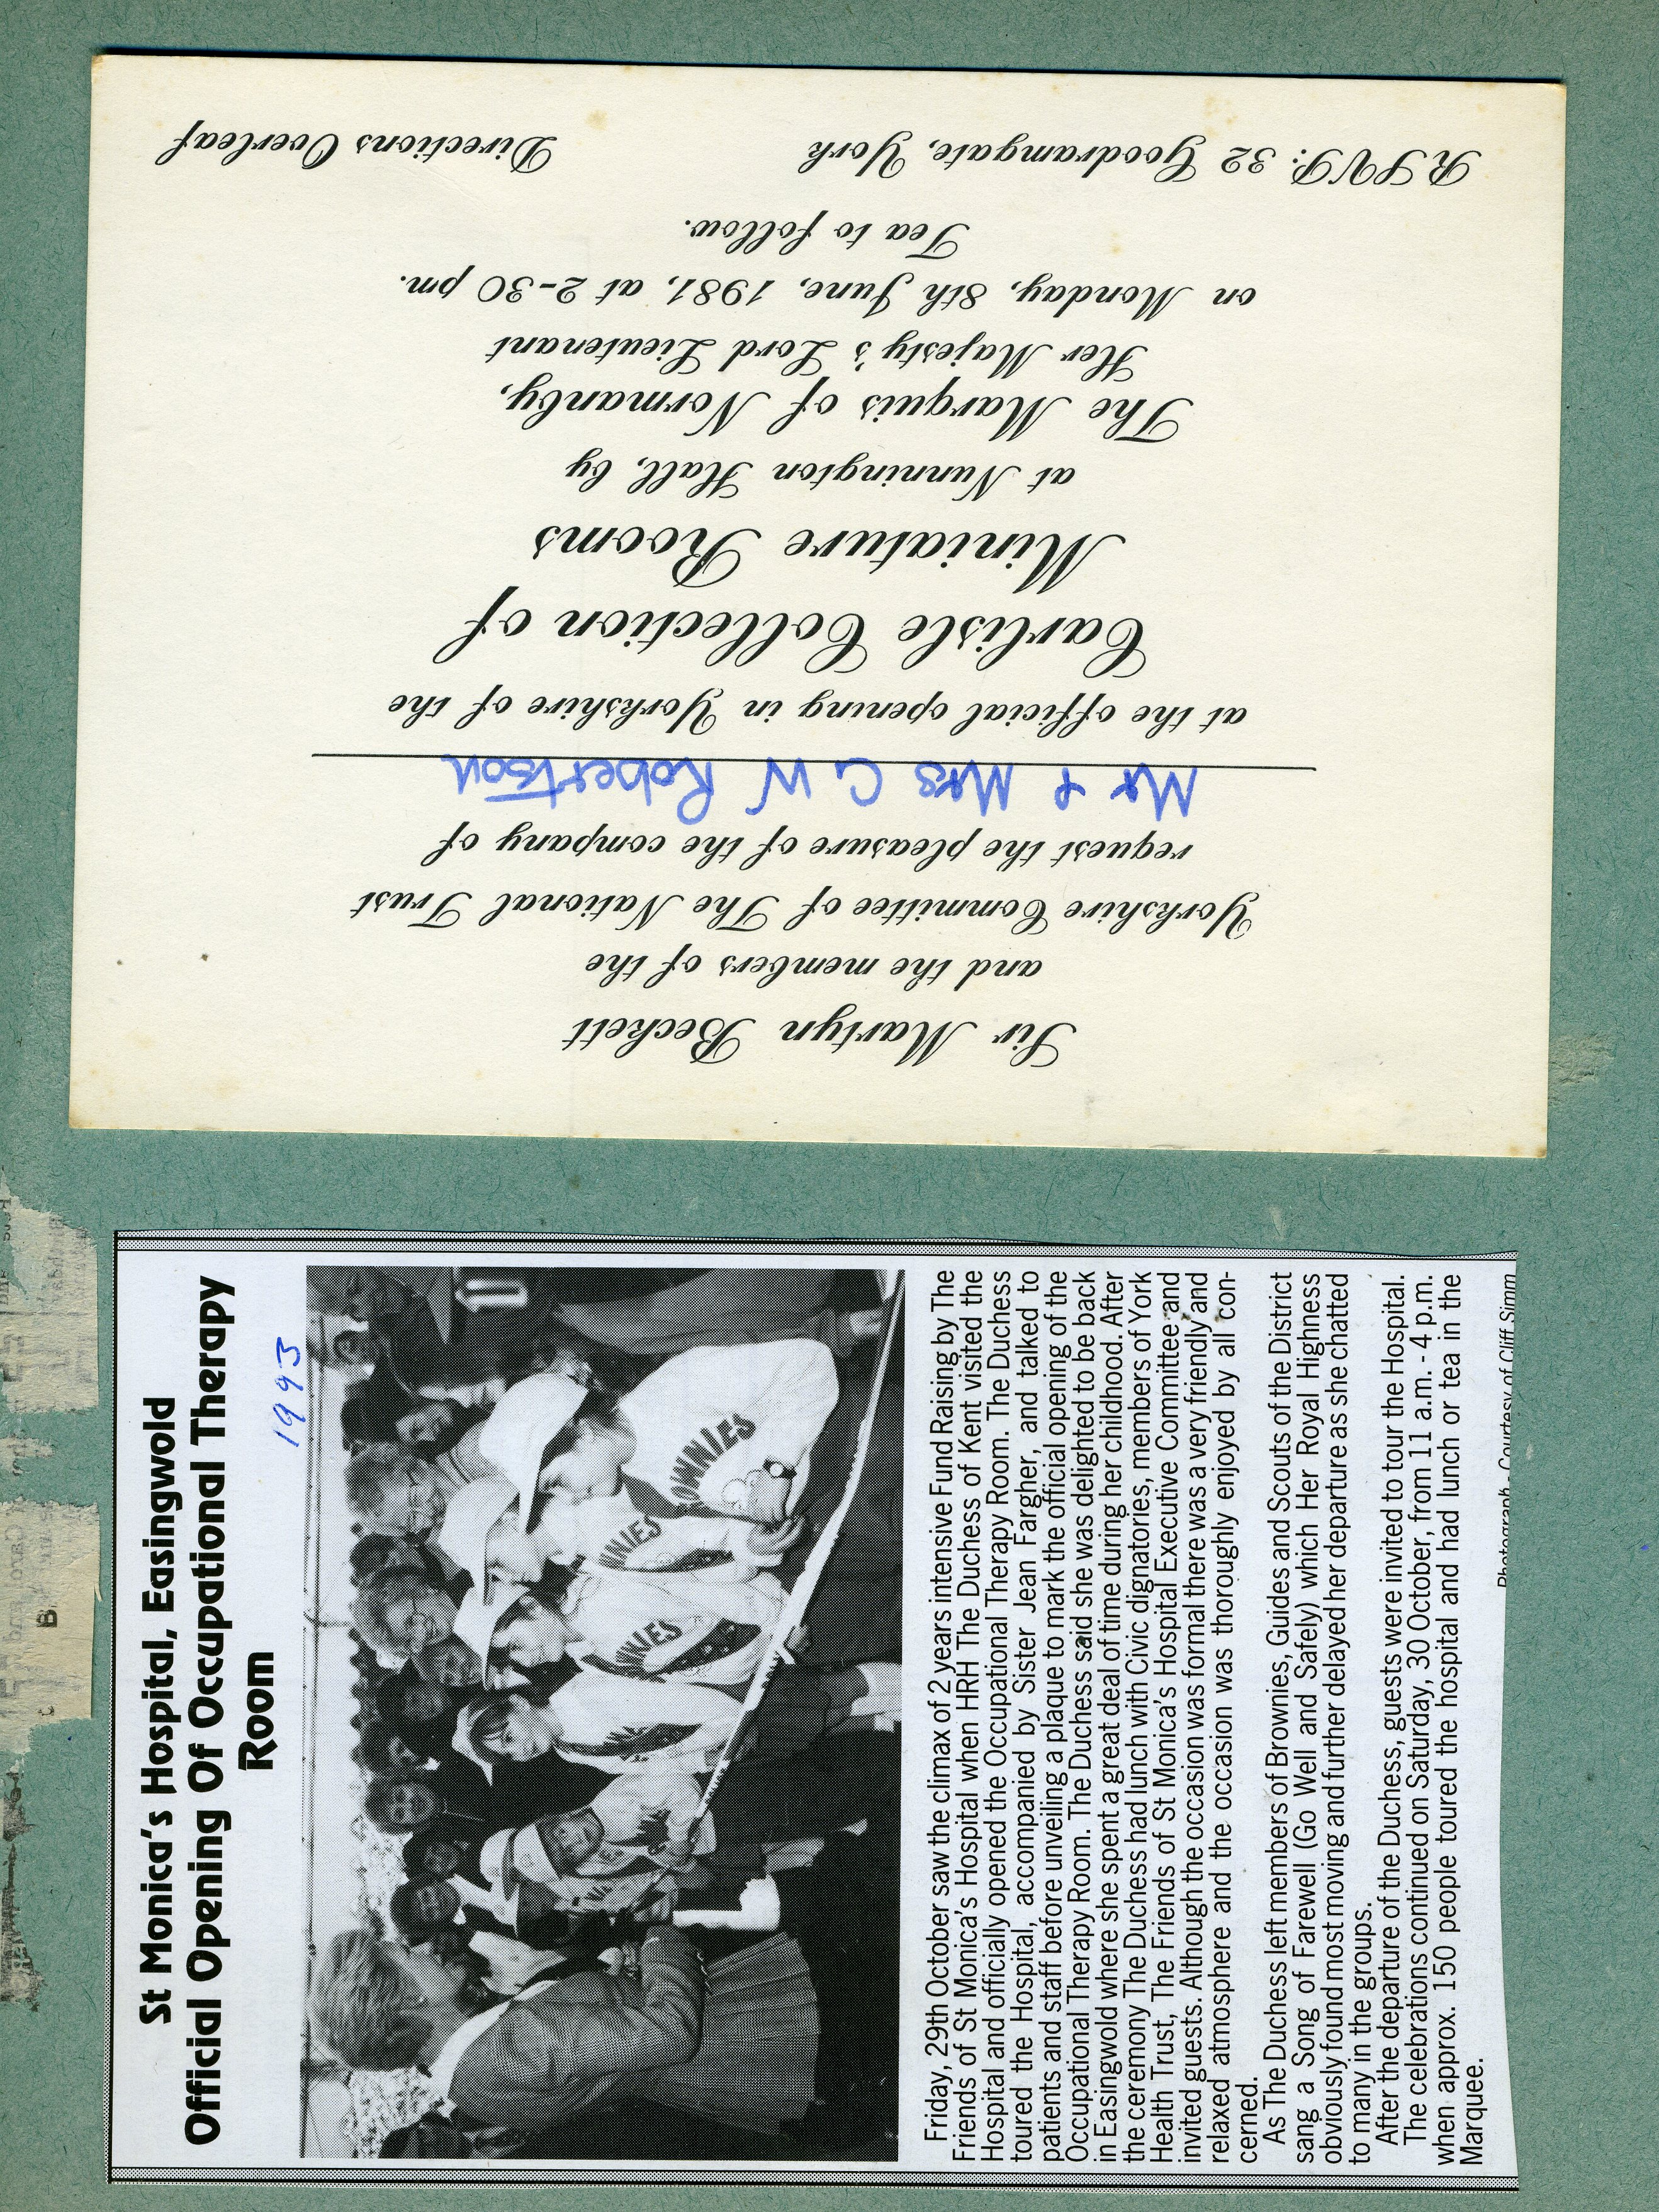 Sir Martyn Beckett
and the members of the
Yorkshire Committee of The National Trust
request the pleasure of the company of
Mr & Mrs C W Robertson
at the official opening in Yorkshire of the
Carlisle Collection of
Miniature Rooms
at Nunnington Hall, by
The Marquis of Normanby,
Her Majesty's Lord Lieutenant
on Monday, 8th June, 1981, at 2-30 pm.
Tea to follow.
R.S.V.P.: 32 Goodramgate, York
Directions Overleaf
St Monica's Hospital, Easingwold
Official Opening Of Occupational Therapy
Room
1993
OWNIES
NIES
NIES
Friday, 29th October saw the climax of 2 years intensive Fund Raising by The
Friends of St Monica's Hospital when HRH The Duchess of Kent visited the
Hospital and officially opened the Occupational Therapy Room. The Duchess
toured the Hospital, accompanied by Sister Jean Fargher, and talked to
patients and staff before unveiling a plaque to mark the official opening of the
Occupational Therapy Room. The Duchess said she was delighted to be back
in Easingwold where she spent a great deal of time during her childhood. After
the ceremony The Duchess had lunch with Civic dignatories, members of York
Health Trust, The Friends of St Monica's Hospital Executive Committee and
invited guests. Although the occasion was formal there was a very friendly and
relaxed atmosphere and the occasion was thoroughly enjoyed by all con-
cerned.
As The Duchess left members of Brownies, Guides and Scouts of the District
sang a Song of Farewell (Go Well and Safely) which Her Royal Highness
obviously found most moving and further delayed her departure as she chatted
to many in the groups.
After the departure of the Duchess, guests were invited to tour the Hospital.
The celebrations continued on Saturday, 30 October, from 11 a.m. - 4 p.m.
when approx. 150 people toured the hospital and had lunch or tea in the
Marquee.
Photograph Courtesy of Cliff Simm